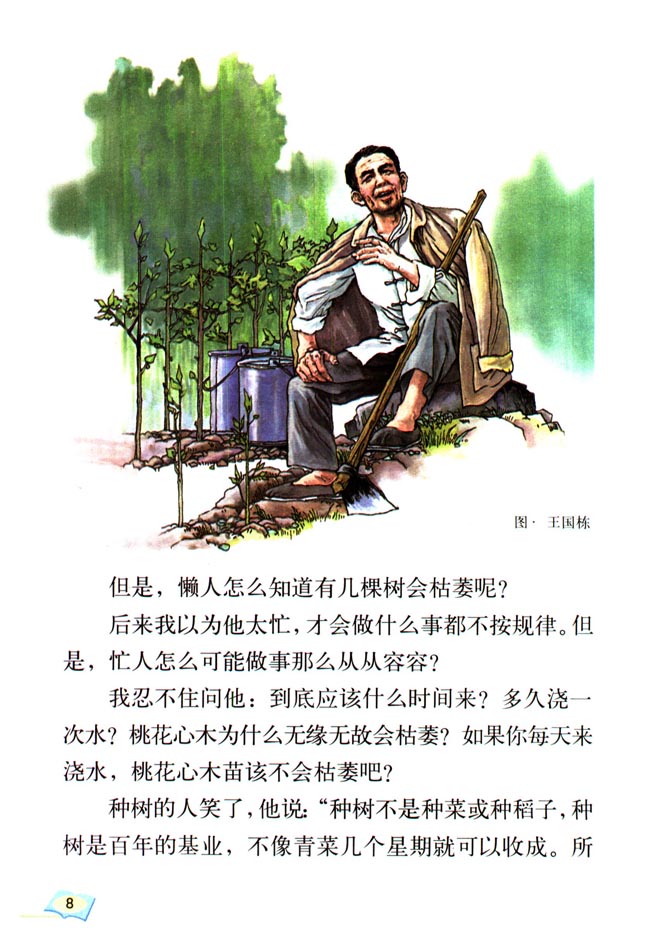 图·王国栋
但是，懒人怎么知道有几棵树会枯萎呢？
后来我以为他太忙，才会做什么事都不按规律。但
是，忙人怎么可能做事那么从从容容？
我忍不住问他：到底应该什么时间来？多久浇一
次水？桃花心木为什么无缘无故会枯萎？如果你每天来
浇水，桃花心木苗该不会枯萎吧？
种树的人笑了，他说：“种树不是种菜或种稻子，种
树是百年的基业，不像青菜几个星期就可以收成。所
8